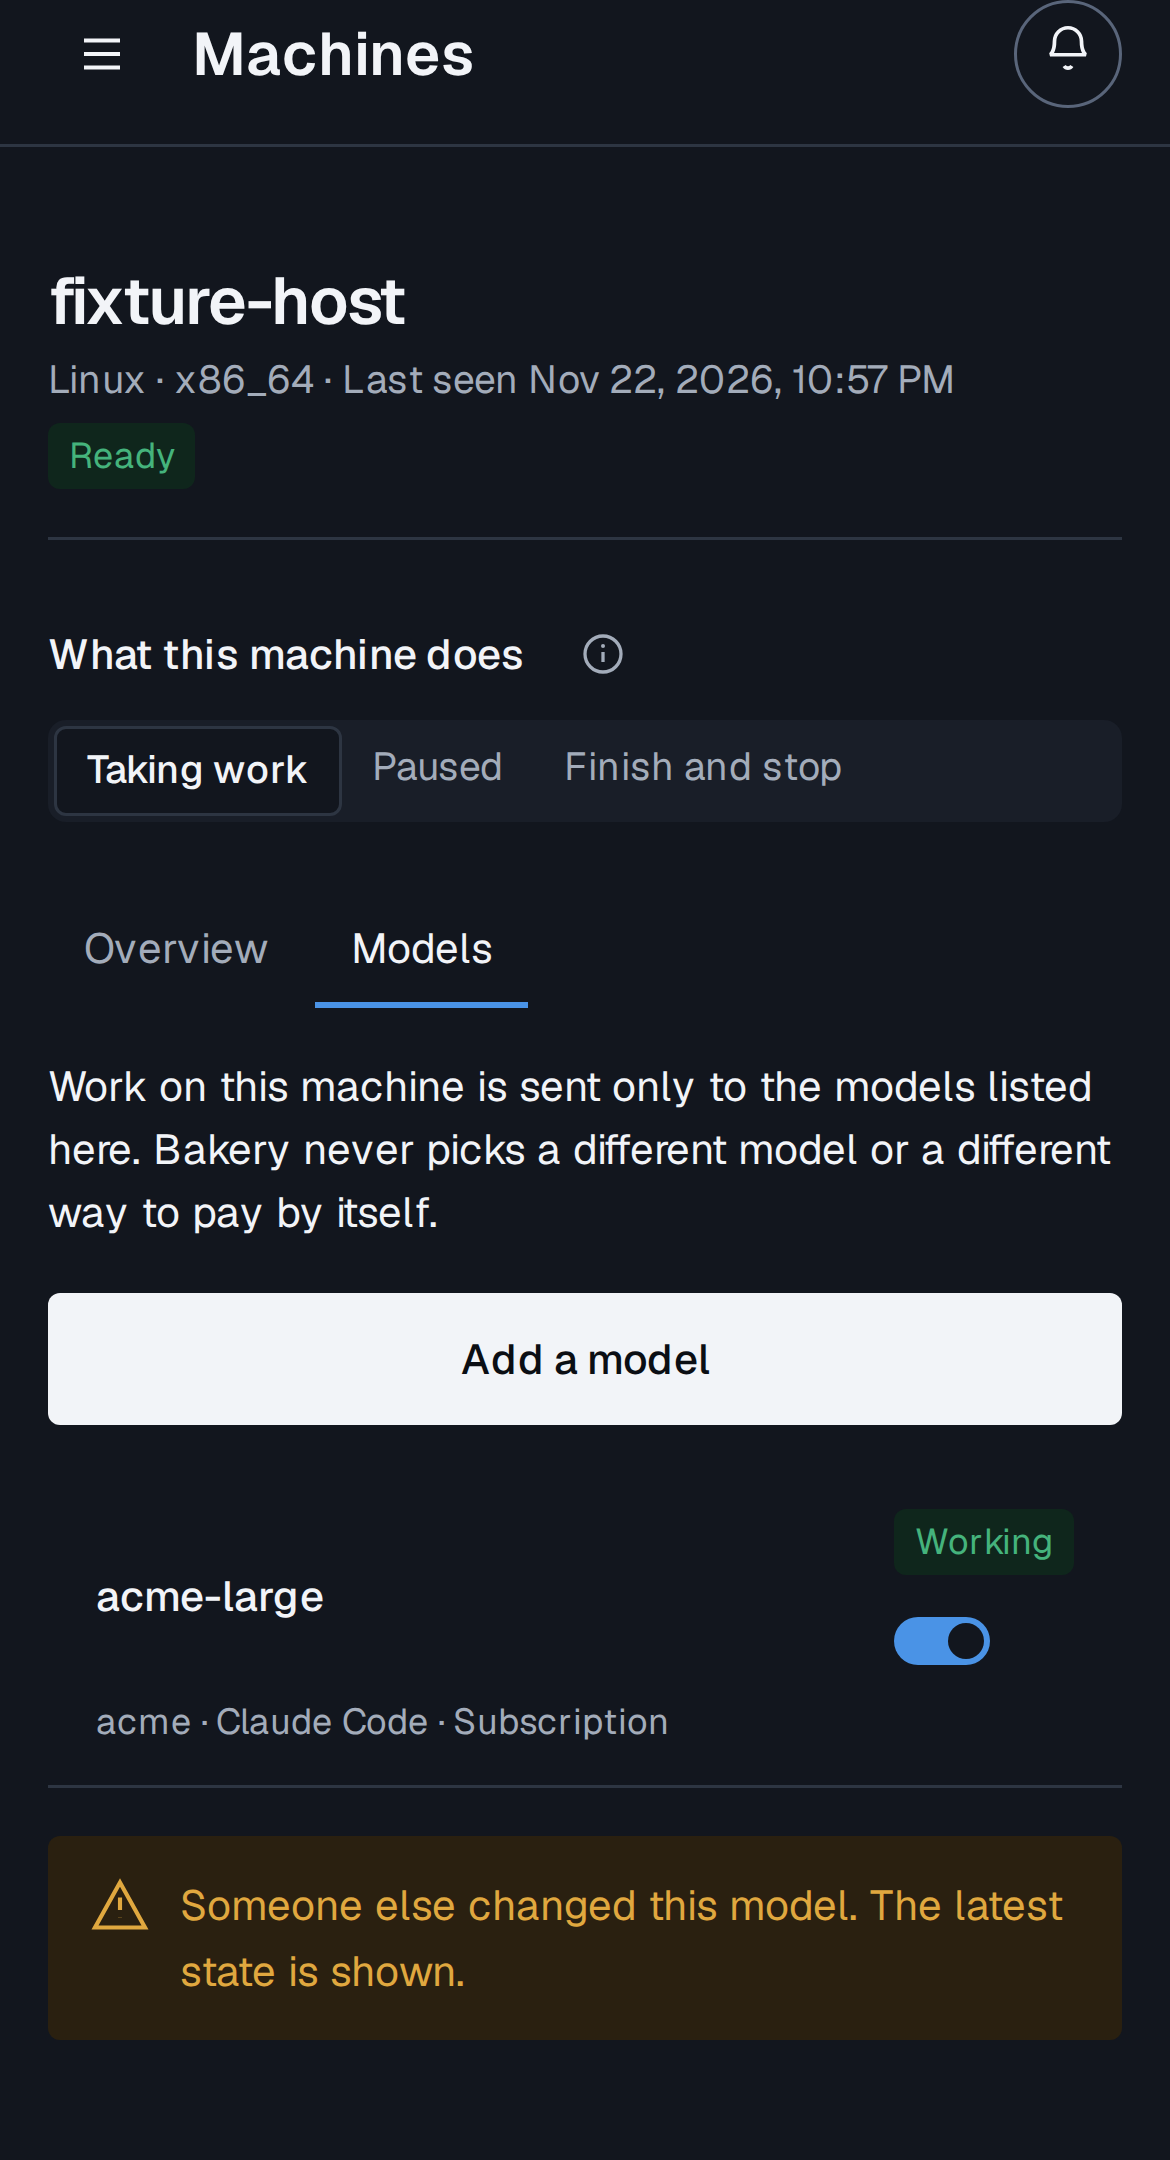 Machines
fixture-host
Linux · x86_64 · Last seen Nov 22, 2026, 10:57 PM
Ready
What this machine does
Taking work Paused Finish and stop
Overview Models
Work on this machine is sent only to the models listed
here. Bakery never picks a different model or a different
way to pay by itself.
Add a model
Working
acme-large
acme · Claude Code · Subscription
Someone else changed this model. The latest
state is shown.